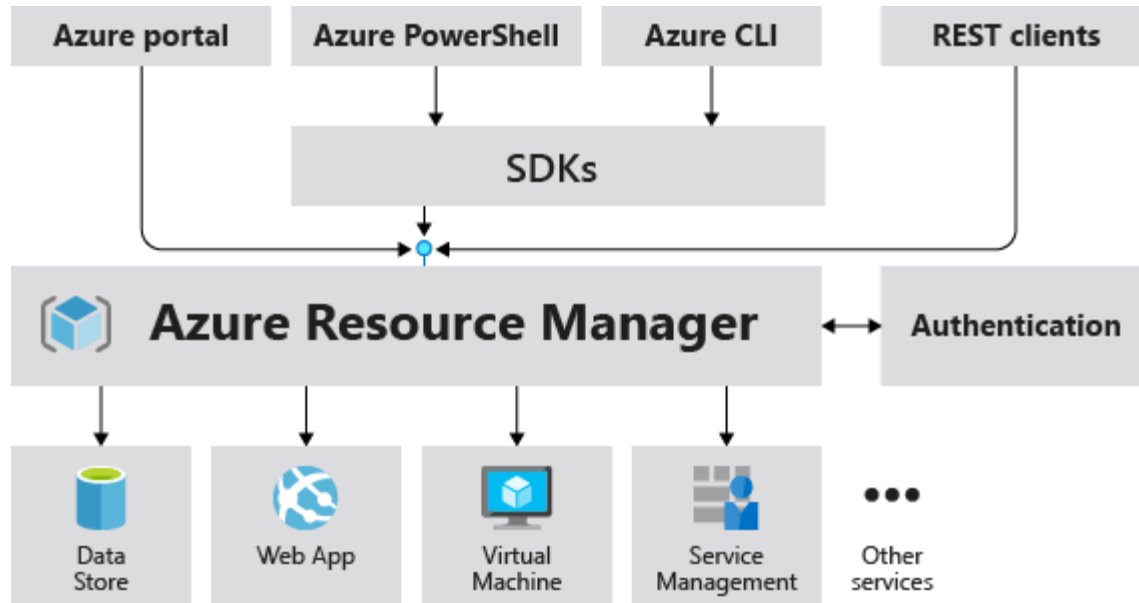 Azure portal
Azure PowerShell
Azure CLI
REST clients
SDKs
Azure Resource Manager
Authentication
Data
Store
Web App
Virtual
Machine
Service
Management
Other
services